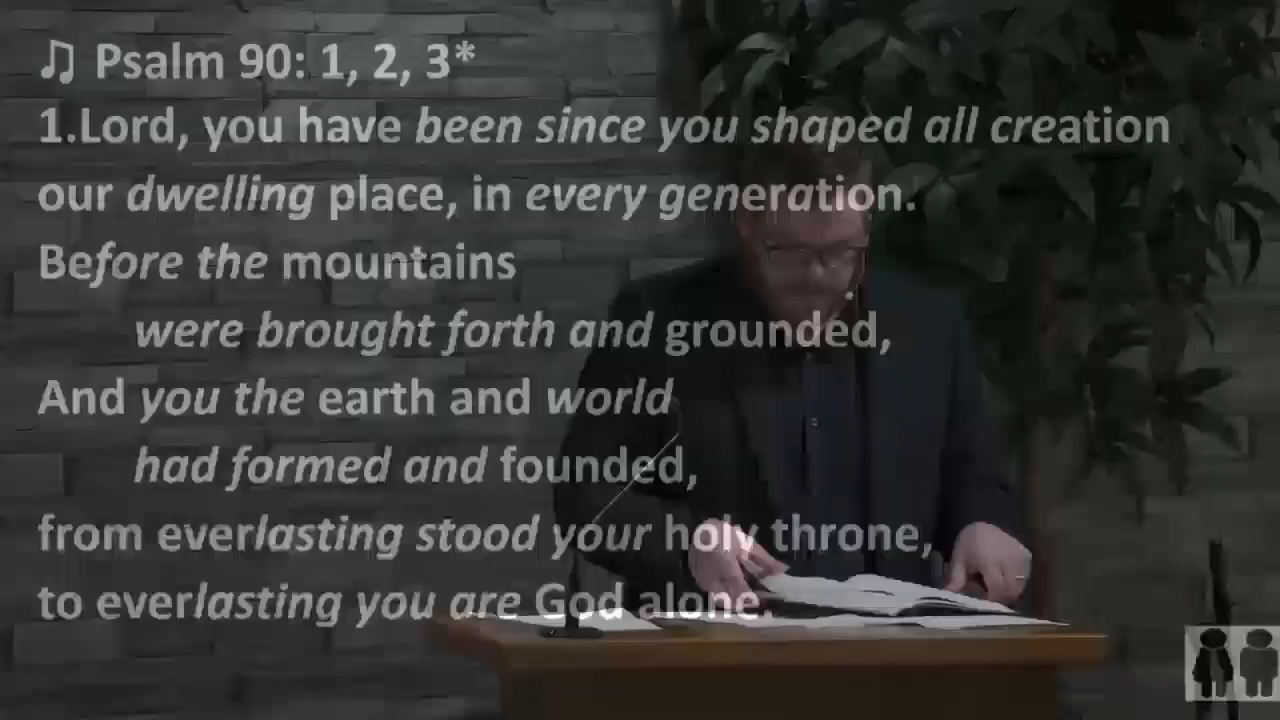 ♫ Psalm 90: 1, 2, 3*
1.Lord, you have been since you shaped all creation
our dwelling place, in every generation.
Before the mountains
were brought forth and grounded,
And you the earth and world
had formed and founded,
from everlasting stood your holy throne,
to everlasting you are God alone.